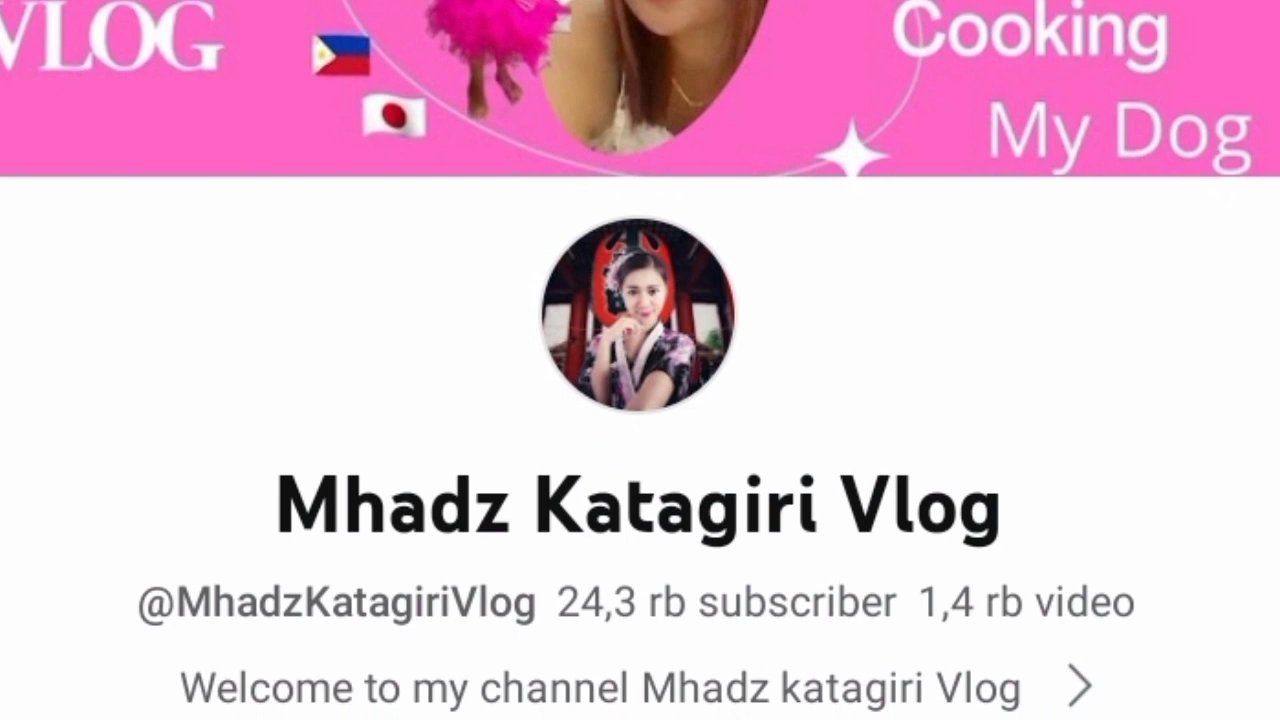 VLOG
Cooking
My Dog
Mhadz Katagiri Vlog
@MhadzKatagiriVlog 24,3 rb subscriber 1,4 rb video
Welcome to my channel Mhadz katagiri Vlog